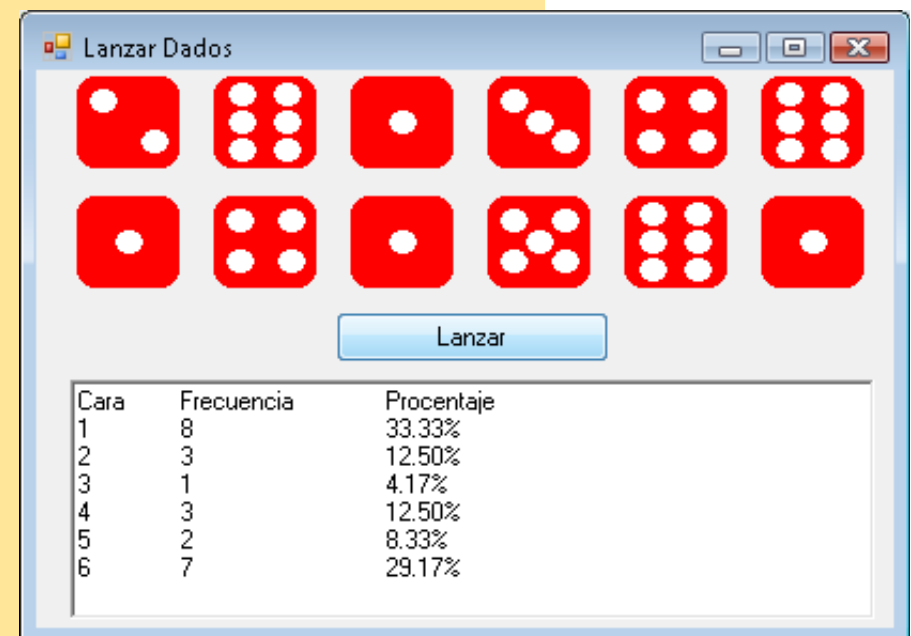 Lanzar Dados
Lanzar
Cara Frecuencia Procentaje
1 8 33.33%
2 3 12.50%
3 1 4.17%
4 3 12.50%
5 2 8.33%
6 7 29.17%